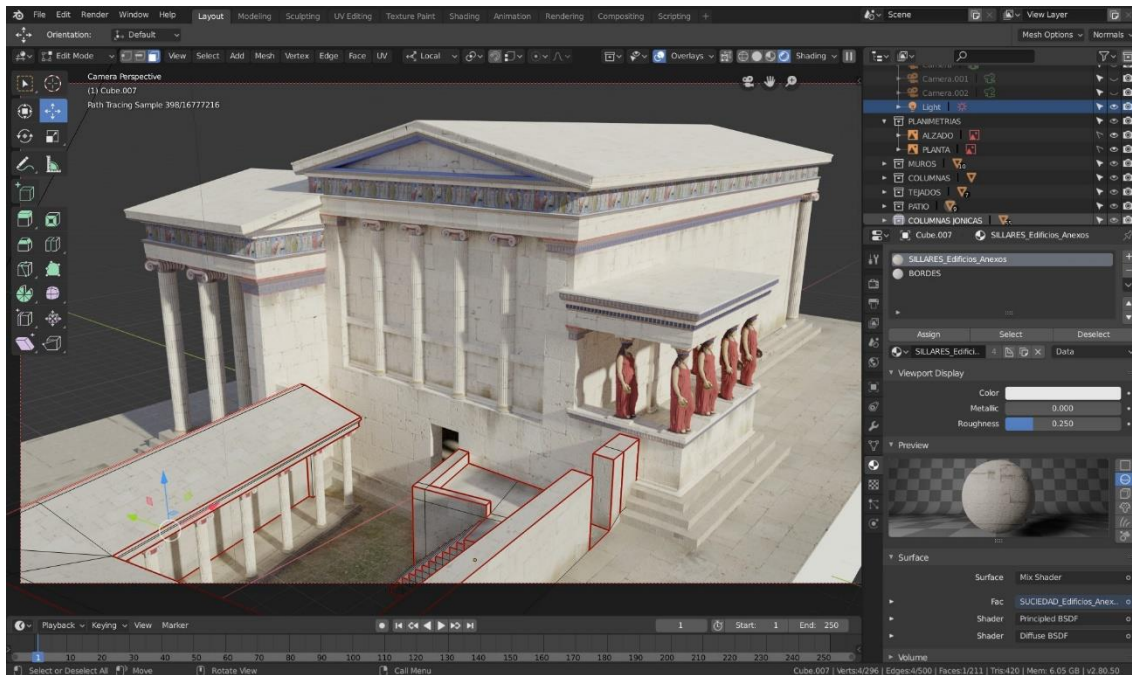 File Edit Render Window Help Layout Modeling Sculpting UV Editing Texture Paint Shading Animation Rendering Compositing Scripting + Scene View Layer
Orientation: Default Mesh Options Normals
Edit Mode View Select Add Mesh Vertex Edge Face UV Local Overlays Shading
Camera Perspective
(1) Cube.007
Path Tracing Sample 398/16777216
Camera
Camera.001
Camera.002
Light
PLANIMETRIAS
ALZADO
PLANTA
MUROS
COLUMNAS
TEJADOS
PATIO
COLUMNAS JONICAS
Cube.007 SILLARES_Edificios_Anexos
SILLARES_Edificios_Anexos
BORDES
Assign Select Deselect
SILLARES_Edifici.. 4 Data
Viewport Display
Color
Metallic 0.000
Roughness 0.250
Preview
Surface
Surface Mix Shader
Fac SUCIEDAD_Edificios_Anex..
Shader Principled BSDF
Shader Diffuse BSDF
Volume
Playback Keying View Marker 1 Start: 1 End: 250
1 10 20 30 40 50 60 70 80 90 100 110 120 130 140 150 160 170 180 190 200 210 220 230 240 250
Select or Deselect All Move Rotate View Call Menu Cube.007 | Verts:4/296 | Edges:4/500 | Faces:1/211 | Tris:420 | Mem: 6.05 GB | v2.80.50